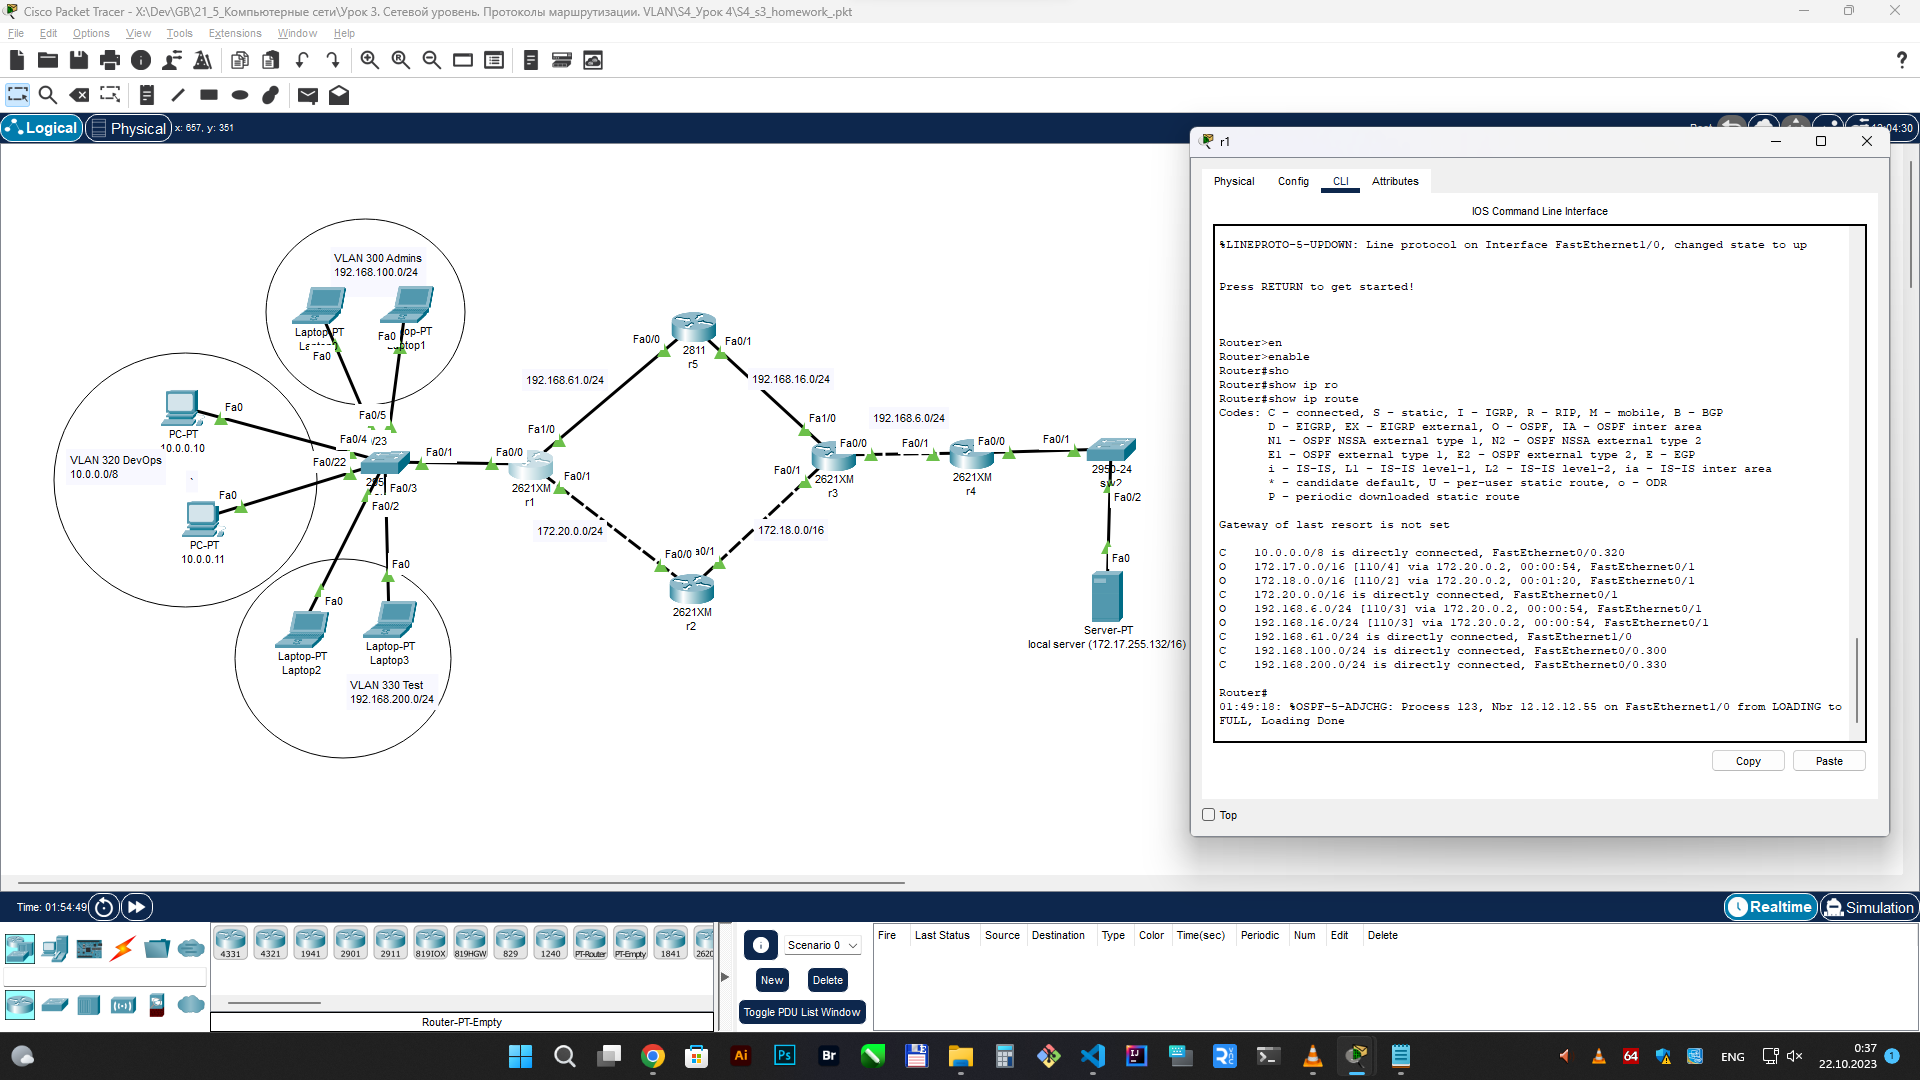 Cisco Packet Tracer - X:\Dev\GB\21_5_Компьютерные сети\Урок 3. Сетевой уровень. Протоколы маршрутизации. VLAN\S4_Урок 4\S4_s3_homework_.pkt
File Edit Options View Tools Extensions Window Help
Logical Physical x: 657, y: 351
VLAN 300 Admins
192.168.100.0/24
Laptop-PT
Fa0
Fa0
VLAN 320 DevOps
10.0.0.0/8
PC-PT
10.0.0.10
Fa0
PC-PT
10.0.0.11
Fa0
Fa0/5
Fa0/4
/23
Fa0/22
Fa0/1
Fa0/3
Fa0/2
Fa0
Fa0
Laptop-PT
Laptop2
Laptop-PT
Laptop3
VLAN 330 Test
192.168.200.0/24
Fa0/0
2621XM
r1
Fa1/0
Fa0/1
192.168.61.0/24
172.20.0.0/24
Fa0/0
Fa0/1
2811
r5
192.168.16.0/24
Fa0/0
2621XM
r2
172.18.0.0/16
Fa1/0
Fa0/0
Fa0/1
2621XM
r3
192.168.6.0/24
Fa0/1
Fa0/0
2621XM
r4
Fa0/1
2950-24
sw2
Fa0/2
Fa0
Server-PT
local server (172.17.255.132/16)
r1
Physical Config CLI Attributes
IOS Command Line Interface
%LINEPROTO-5-UPDOWN: Line protocol on Interface FastEthernet1/0, changed state to up
Press RETURN to get started!
Router>en
Router>enable
Router#sho
Router#show ip ro
Router#show ip route
Codes: C - connected, S - static, I - IGRP, R - RIP, M - mobile, B - BGP
D - EIGRP, EX - EIGRP external, O - OSPF, IA - OSPF inter area
N1 - OSPF NSSA external type 1, N2 - OSPF NSSA external type 2
E1 - OSPF external type 1, E2 - OSPF external type 2, E - EGP
i - IS-IS, L1 - IS-IS level-1, L2 - IS-IS level-2, ia - IS-IS inter area
* - candidate default, U - per-user static route, o - ODR
P - periodic downloaded static route
Gateway of last resort is not set
C 10.0.0.0/8 is directly connected, FastEthernet0/0.320
O 172.17.0.0/16 [110/4] via 172.20.0.2, 00:00:54, FastEthernet0/1
O 172.18.0.0/16 [110/2] via 172.20.0.2, 00:01:20, FastEthernet0/1
C 172.20.0.0/16 is directly connected, FastEthernet0/1
O 192.168.6.0/24 [110/3] via 172.20.0.2, 00:00:54, FastEthernet0/1
O 192.168.16.0/24 [110/3] via 172.20.0.2, 00:00:54, FastEthernet0/1
C 192.168.61.0/24 is directly connected, FastEthernet1/0
C 192.168.100.0/24 is directly connected, FastEthernet0/0.300
C 192.168.200.0/24 is directly connected, FastEthernet0/0.330
Router#
01:49:18: %OSPF-5-ADJCHG: Process 123, Nbr 12.12.12.55 on FastEthernet1/0 from LOADING to
FULL, Loading Done
Copy Paste
Top
Time: 01:54:49
Realtime Simulation
4331 4321 1941 2901 2911 819IOX 819HGW 829 1240 PT-Router PT-Empty 1841 2620
Router-PT-Empty
Scenario 0
New Delete
Toggle PDU List Window
Fire Last Status Source Destination Type Color Time(sec) Periodic Num Edit Delete
Ai Ps Br
64
ENG
0:37
22.10.2023
1